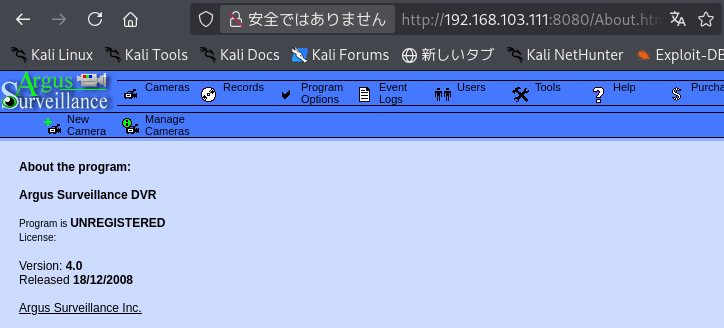 安全ではありません http://192.168.103.111:8080/About.htm
Kali Linux Kali Tools Kali Docs Kali Forums 新しいタブ Kali NetHunter Exploit-DB
Argus
Surveillance
Cameras Records Program Options Event Logs Users Tools Help Purcha
New Camera Manage Cameras
About the program:
Argus Surveillance DVR
Program is UNREGISTERED
License:
Version: 4.0
Released 18/12/2008
Argus Surveillance Inc.